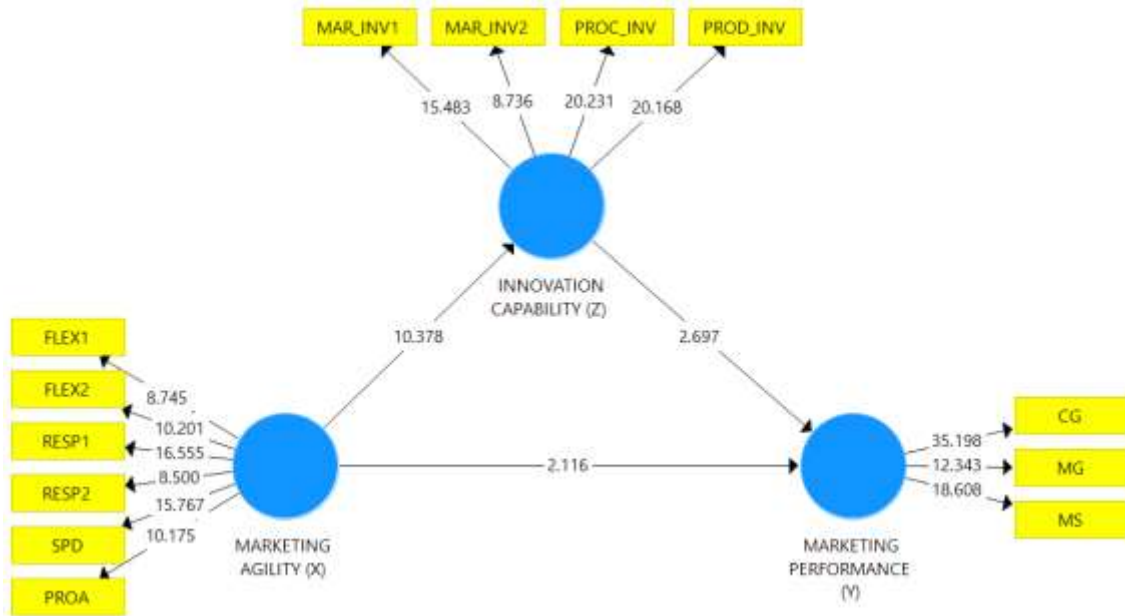 MAR_INV1
MAR_INV2
PROC_INV
PROD_INV
15.483
8.736
20.231
20.168
INNOVATION
CAPABILITY (Z)
10.378
2.697
FLEX1
FLEX2
RESP1
RESP2
SPD
PROA
8.745
10.201
16.555
8.500
15.767
10.175
MARKETING
AGILITY (X)
2.116
35.198
12.343
18.608
CG
MG
MS
MARKETING
PERFORMANCE
(Y)